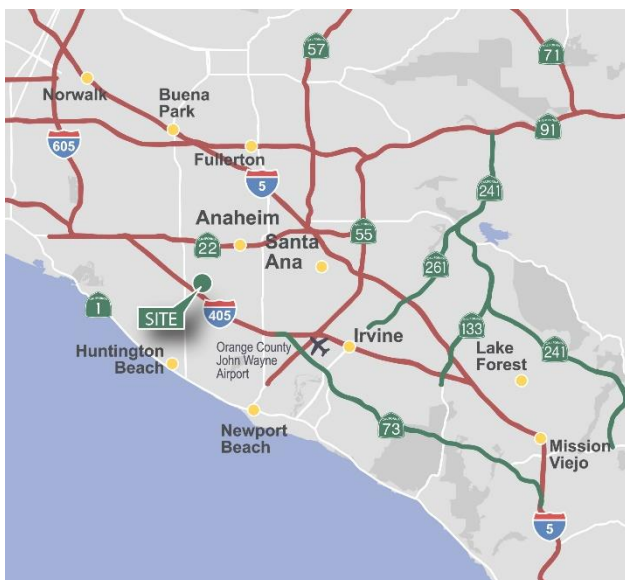 57
71
Norwalk
Buena
Park
91
605
Fullerton
5
241
Anaheim
22
Santa
Ana
55
261
SITE
405
1
133
Orange County
John Wayne
Airport
Irvine
Huntington
Beach
Lake
Forest
241
Newport
Beach
73
Mission
Viejo
5